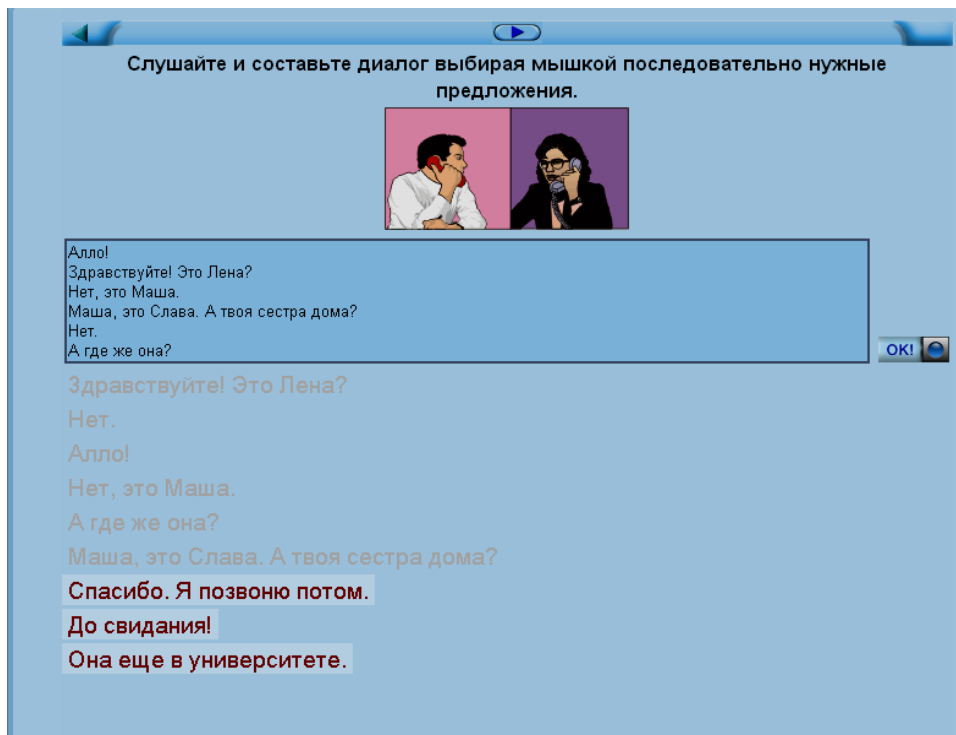 Слушайте и составьте диалог выбирая мышкой последовательно нужные
предложения.
Алло!
Здравствуйте! Это Лена?
Нет, это Маша.
Маша, это Слава. А твоя сестра дома?
Нет.
А где же она?
OK!
Здравствуйте! Это Лена?
Нет.
Алло!
Нет, это Маша.
А где же она?
Маша, это Слава. А твоя сестра дома?
Спасибо. Я позвоню потом.
До свидания!
Она еще в университете.